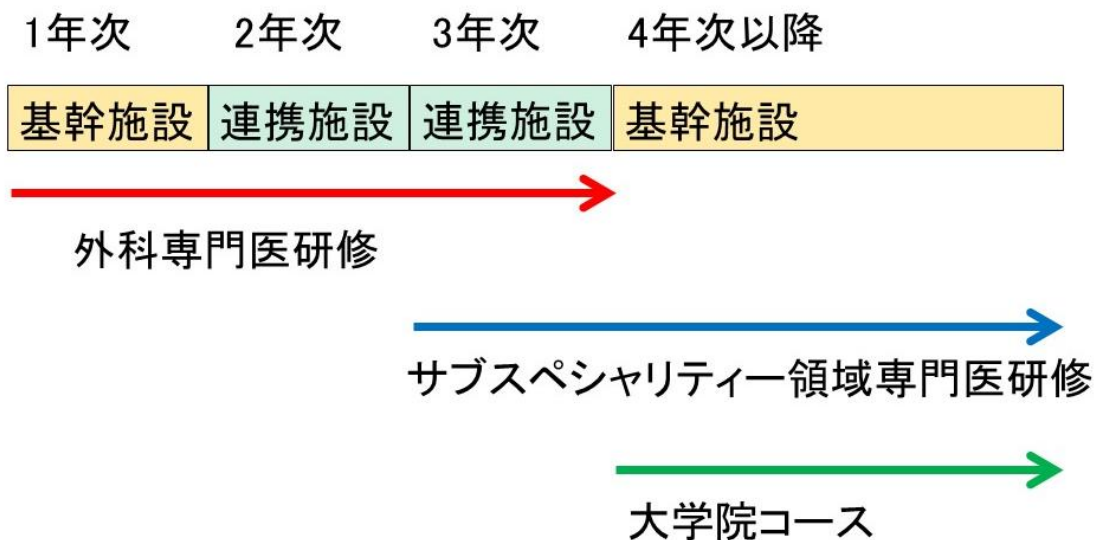 1年次 2年次 3年次 4年次以降
基幹施設 連携施設 連携施設 基幹施設
外科専門医研修
サブスペシャリティー領域専門医研修
大学院コース